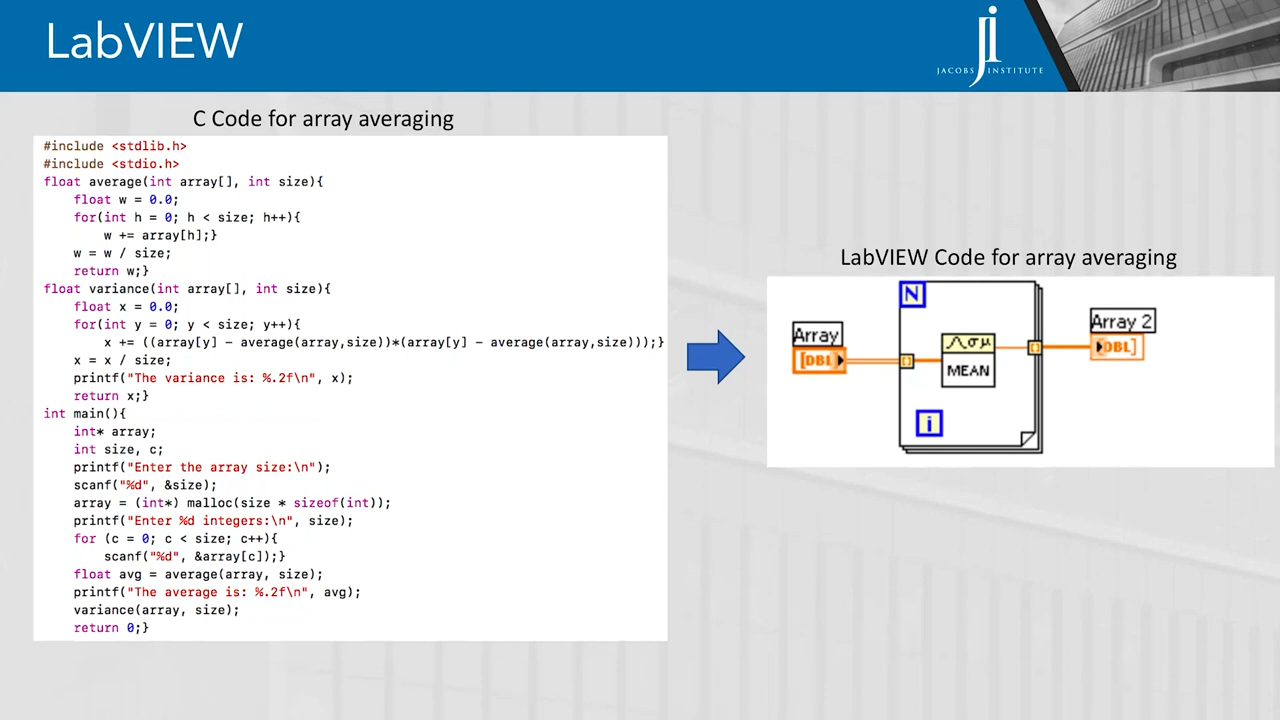 LabVIEW
JACOBS INSTITUTE
C Code for array averaging
#include <stdlib.h>
#include <stdio.h>
float average(int array[], int size){
float w = 0.0;
for(int h = 0; h < size; h++){
w += array[h];}
w = w / size;
return w;}
float variance(int array[], int size){
float x = 0.0;
for(int y = 0; y < size; y++){
x += ((array[y] - average(array,size))*(array[y] - average(array,size)));}
x = x / size;
printf("The variance is: %.2f\n", x);
return x;}
int main(){
int* array;
int size, c;
printf("Enter the array size:\n");
scanf("%d", &size);
array = (int*) malloc(size * sizeof(int));
printf("Enter %d integers:\n", size);
for (c = 0; c < size; c++){
scanf("%d", &array[c]);}
float avg = average(array, size);
printf("The average is: %.2f\n", avg);
variance(array, size);
return 0;}
LabVIEW Code for array averaging
N
Array
[DBL]
σμ
MEAN
i
Array 2
DBL]